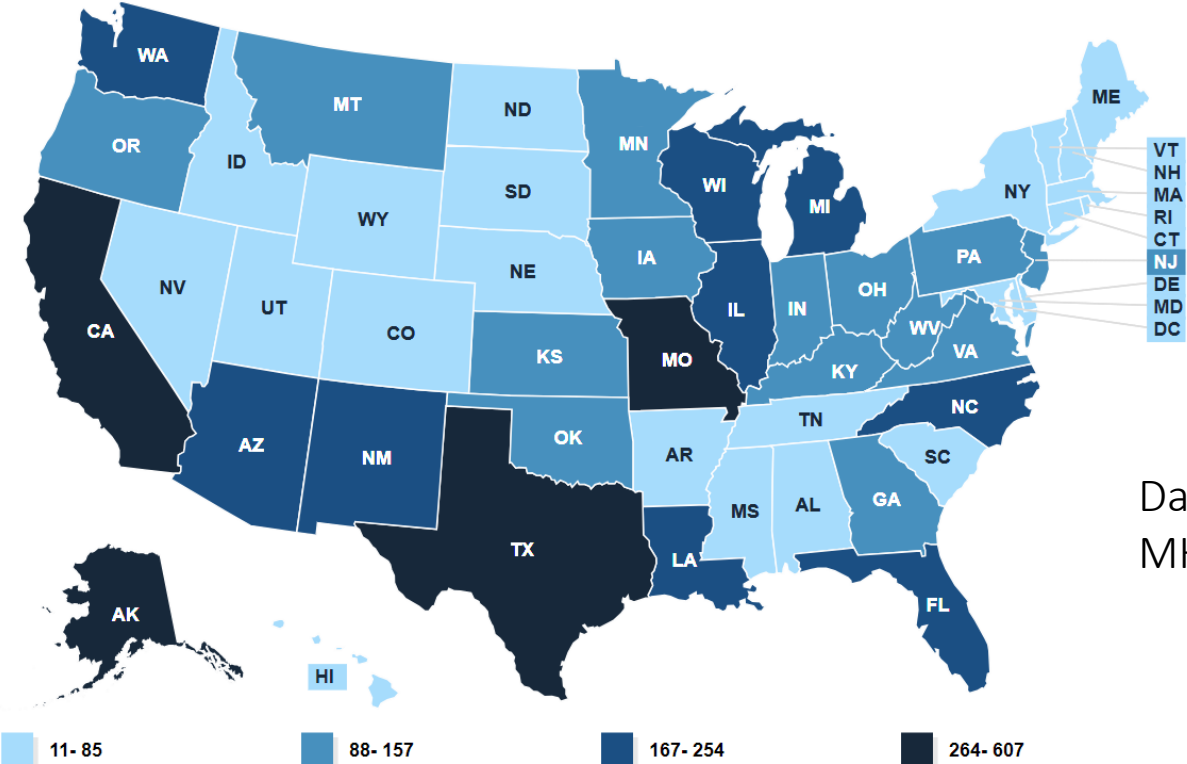 WA
MT
ND
ME
OR
MN
ID
SD
WI
VT
NH
MI
NY
MA
WY
RI
CT
IA
PA
NJ
NE
DE
NV
OH
MD
UT
IL
IN
DC
CA
CO
WV
VA
KS
MO
KY
NC
TN
AZ
OK
NM
AR
SC
MS
AL
GA
Da
TX
LA
MH
FL
AK
HI
11- 85
88- 157
167- 254
264- 607